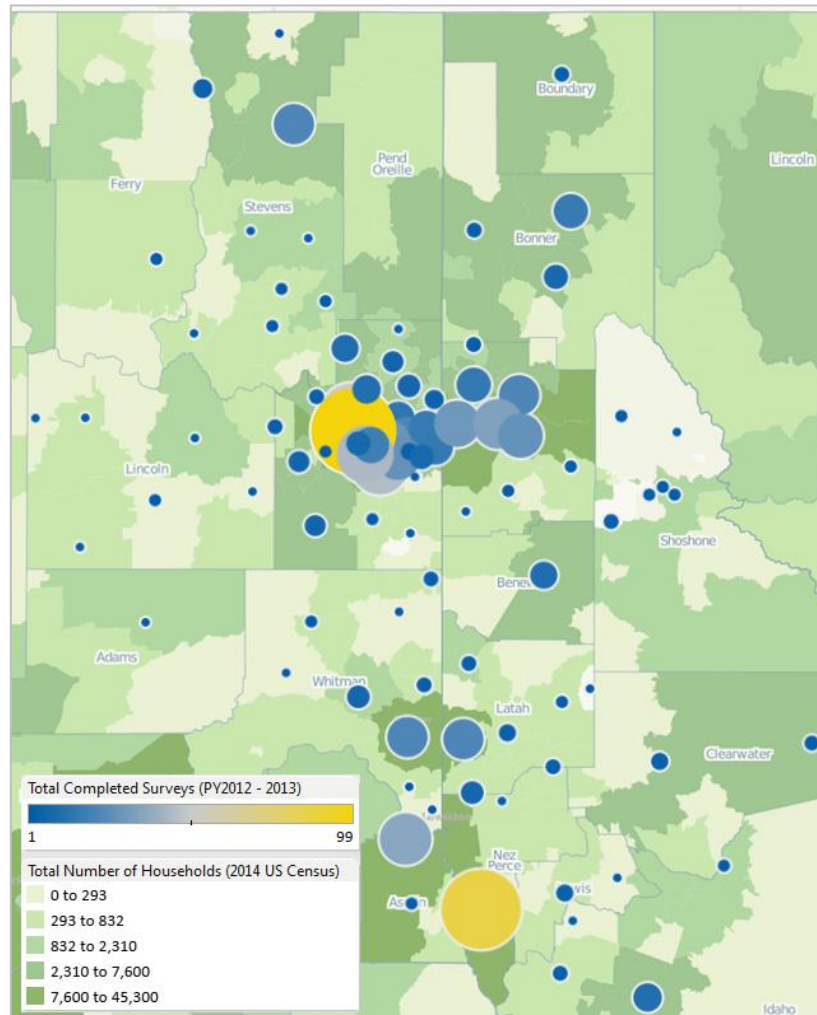 Boundary
Lincoln
Pend
Oreille
Ferry
Stevens
Bonner
Lincoln
Shoshone
Adams
Whitman
Latah
Clearwater
Nez
Perce
Idaho
Total Completed Surveys (PY2012 - 2013)
1 99
Total Number of Households (2014 US Census)
0 to 293
293 to 832
832 to 2,310
2,310 to 7,600
7,600 to 45,300